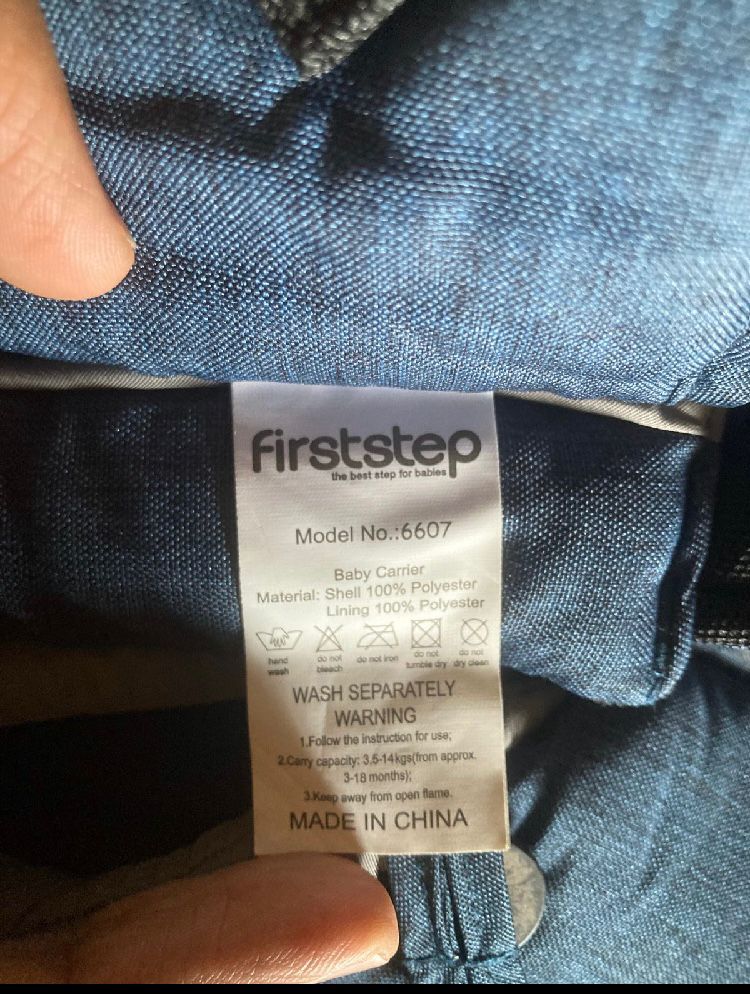 firststep
the best step for babies
Model No.:6607
Baby Carrier
Material: Shell 100% Polyester
Lining 100% Polyester
hand wash
do not bleach
do not iron
do not tumble dry
do not dry clean
WASH SEPARATELY
WARNING
1.Follow the instruction for use;
2.Carry capacity: 3.5-14kgs(from approx.
3-18 months);
3.Keep away from open flame.
MADE IN CHINA